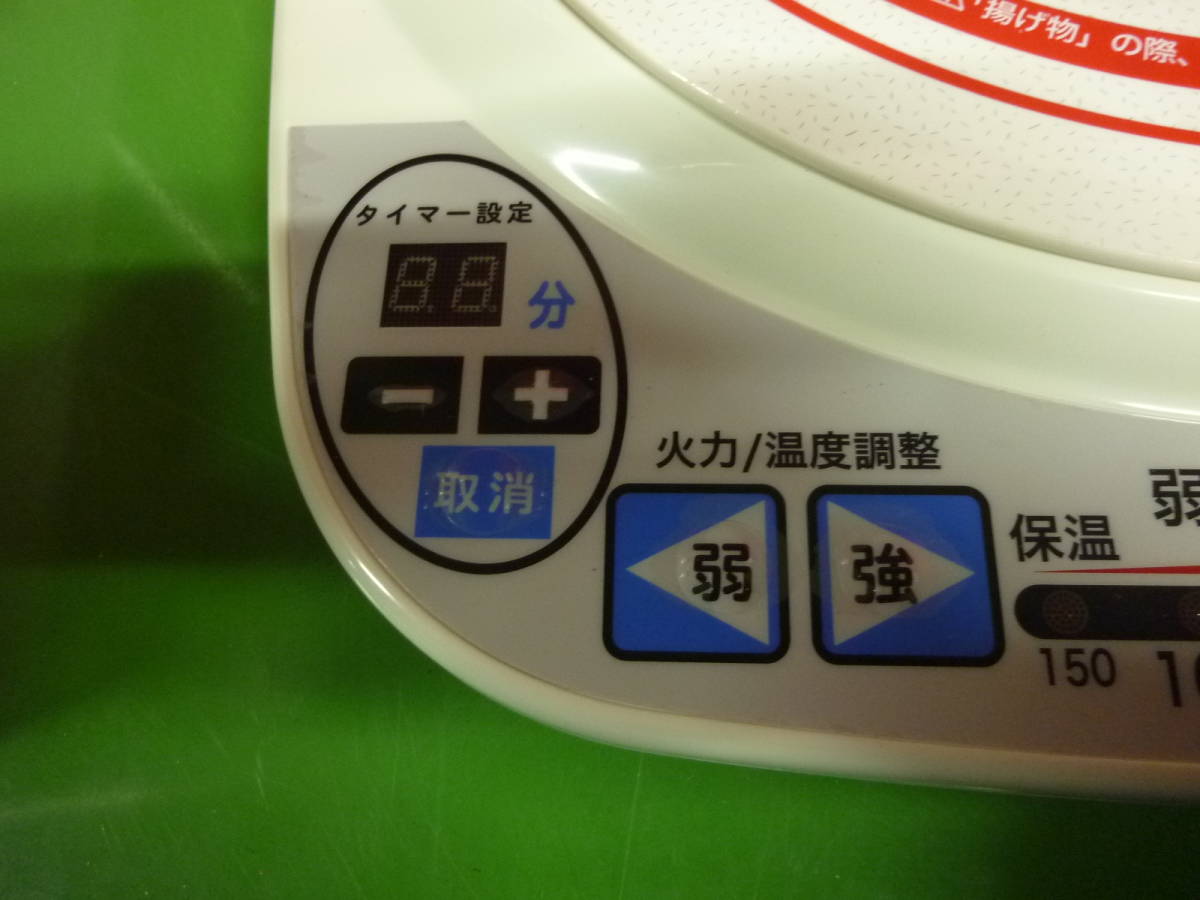 「揚げ物」の際、
タイマー設定
分
− +
取消
火力/温度調整
弱 強
保温 弱
150